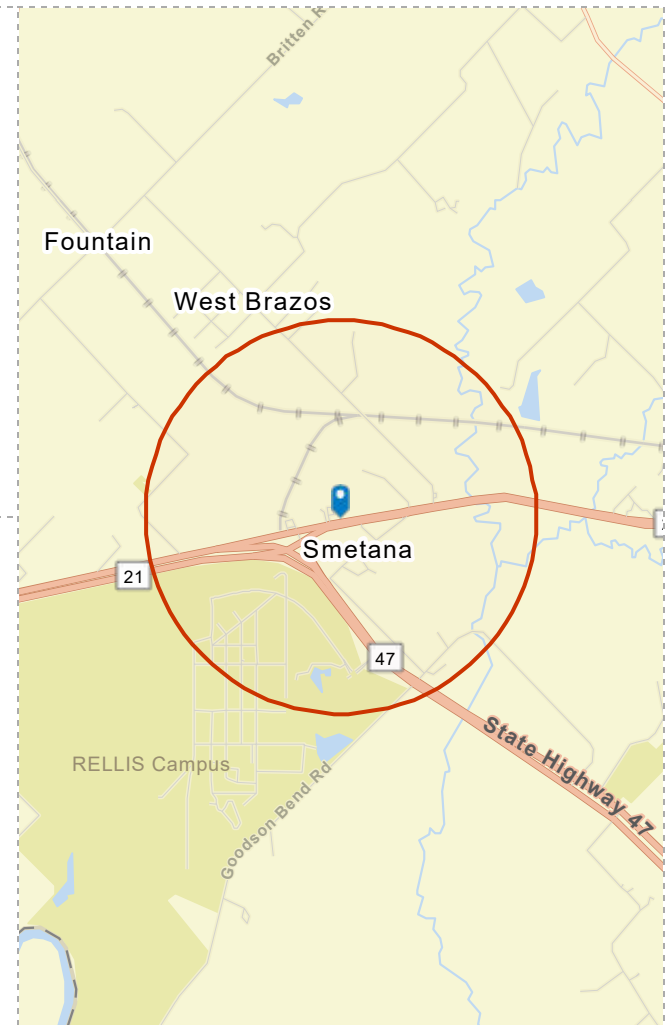 Britten R
Fountain
West Brazos
Smetana
21
47
State Highway 47
RELLIS Campus
Goodson Bend Rd